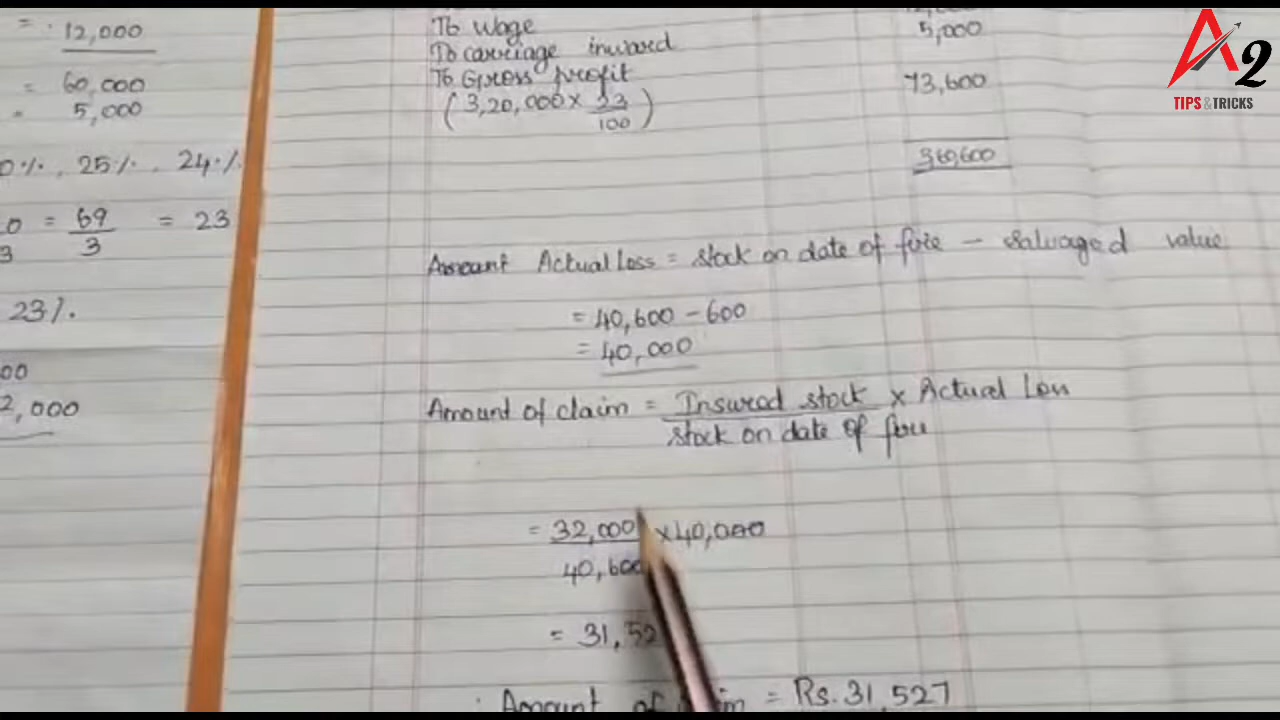 = 12,000
= 60,000
= 5,000
0%, 25%, 24%
0/3 = 69/3 = 23
23%.
00
2,000
To wage
To carriage inward 5,000
To Gross profit 73,600
(3,20,000 × 23/100)
360,600
Amount Actual Loss = stock on date of fire - salvaged value
= 40,600 - 600
= 40,000
Amount of claim = Insured stock × Actual Loss
stock on date of fire
= 32,000 × 40,000
40,600
= 31,52
Amount of = Rs. 31,527
A2
TIPS & TRICKS